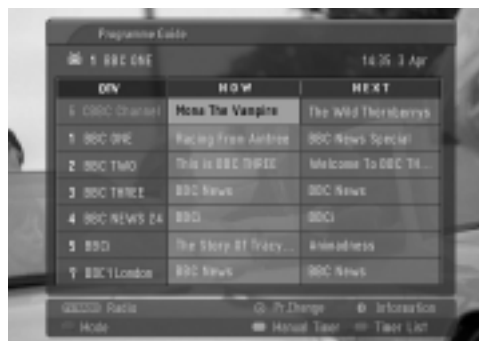 Programme Guide
1 BBC ONE 14:35 3 Apr
DTV NOW NEXT
6 CBBC Channel Mona The Vampire The Wild Thornberrys
1 BBC ONE Racing From Aintree BBC News Special
2 BBC TWO This is BBC THREE Welcome To BBC TH...
3 BBC THREE BBC News BBC News
4 BBC NEWS 24 BBCi BBCi
5 BBCi The Story Of Tracy... Animadness
7 BBC1 London BBC News BBC News
Radio Pr.Change i Information
Mode Manual Timer Timer List